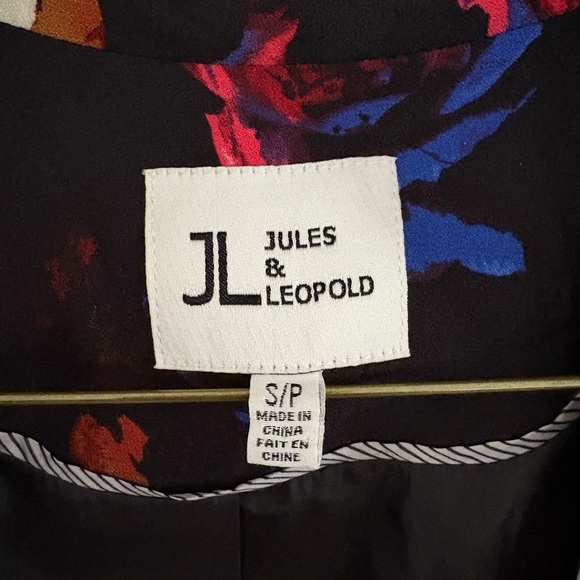 JL
JULES
&
LEOPOLD
S/P
MADE IN
CHINA
FAIT EN
CHINE